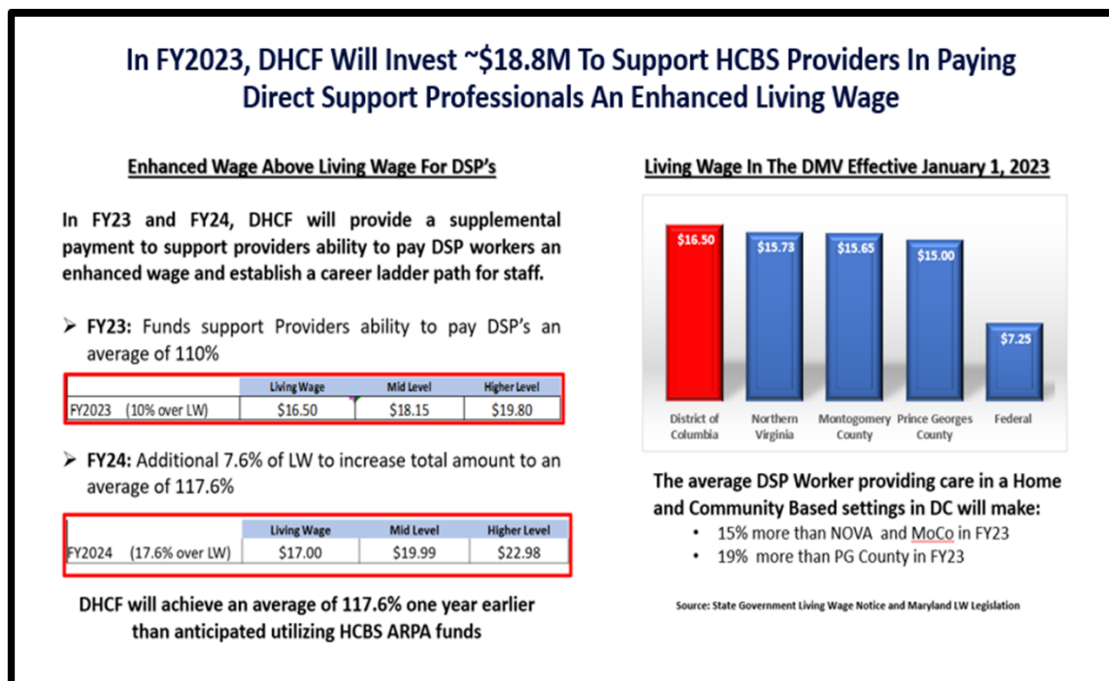 In FY2023, DHCF Will Invest ~$18.8M To Support HCBS Providers In Paying
Direct Support Professionals An Enhanced Living Wage
Enhanced Wage Above Living Wage For DSP's
In FY23 and FY24, DHCF will provide a supplemental
payment to support providers ability to pay DSP workers an
enhanced wage and establish a career ladder path for staff.
➢ FY23: Funds support Providers ability to pay DSP's an
average of 110%
Living Wage Mid Level Higher Level
FY2023 (10% over LW) $16.50 $18.15 $19.80
➢ FY24: Additional 7.6% of LW to increase total amount to an
average of 117.6%
Living Wage Mid Level Higher Level
FY2024 (17.6% over LW) $17.00 $19.99 $22.98
DHCF will achieve an average of 117.6% one year earlier
than anticipated utilizing HCBS ARPA funds
Living Wage In The DMV Effective January 1, 2023
$16.50 $15.73 $15.65 $15.00 $7.25
District of Northern Montogomery Prince Georges Federal
Columbia Virginia County County
The average DSP Worker providing care in a Home
and Community Based settings in DC will make:
• 15% more than NOVA and MoCo in FY23
• 19% more than PG County in FY23
Source: State Government Living Wage Notice and Maryland LW Legislation